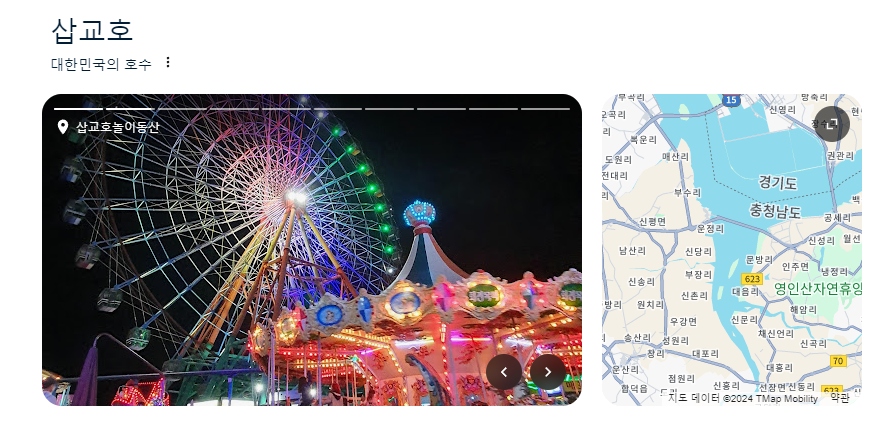 삽교호
대한민국의 호수
삽교호놀이동산
15
산영리
운곡리
복운리
매산리
권관리
도원리
전대리
부수리
경기도
충청남도
신평면
운정리
공세리
신성리
월선
남산리
신당리
문방리
인주면
냉정리
부장리
623
신송리
대음리
영인산자연휴양
신촌리
방리
원치리
해암리
우강면
신문리
채신언리
송산리
성원리
신곡리
창리
대포리
70
대홍리
운산리
점원리
신흥리
선장면
신동리
합덕읍
623
지도 데이터 ©2024 TMap Mobility
약관